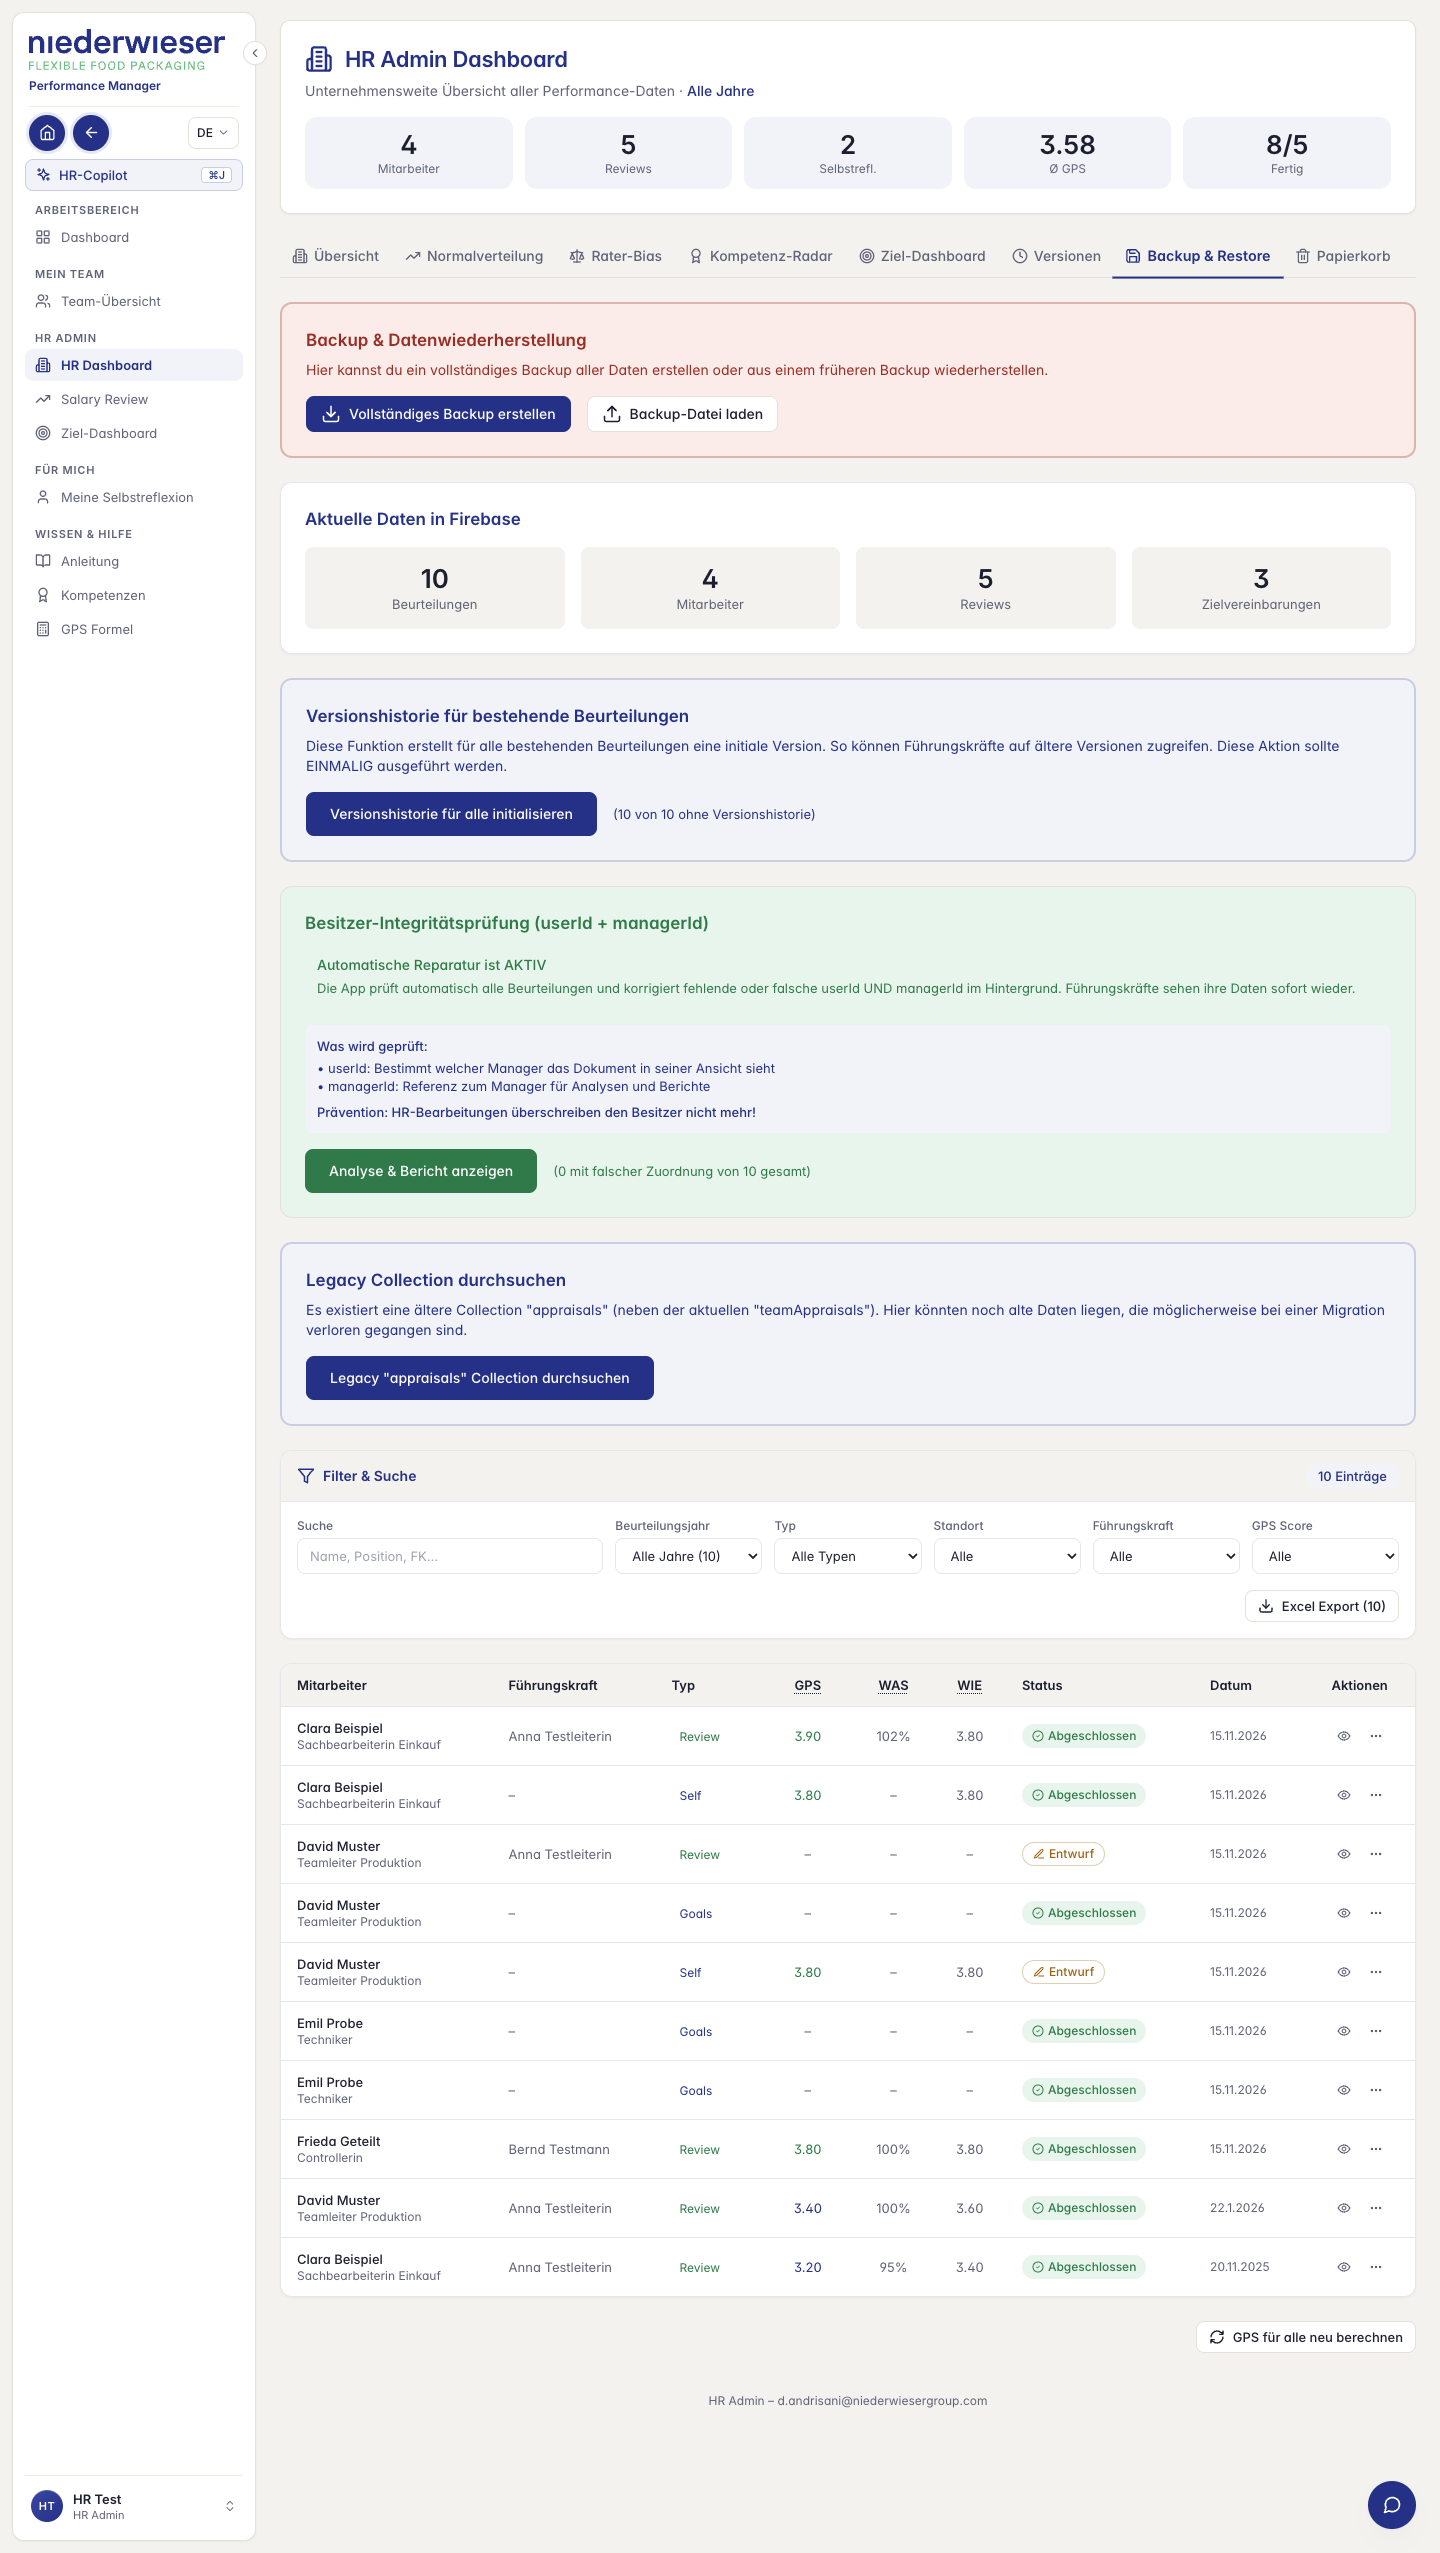 niederwieser
FLEXIBLE FOOD PACKAGING
Performance Manager
DE
HR-Copilot ⌘J
ARBEITSBEREICH
Dashboard
MEIN TEAM
Team-Übersicht
HR ADMIN
HR Dashboard
Salary Review
Ziel-Dashboard
FÜR MICH
Meine Selbstreflexion
WISSEN & HILFE
Anleitung
Kompetenzen
GPS Formel
HT
HR Test
HR Admin
HR Admin Dashboard
Unternehmensweite Übersicht aller Performance-Daten · Alle Jahre
4 5 2 3.58 8/5
Mitarbeiter Reviews Selbstrefl. Ø GPS Fertig
Übersicht Normalverteilung Rater-Bias Kompetenz-Radar Ziel-Dashboard Versionen Backup & Restore Papierkorb
Backup & Datenwiederherstellung
Hier kannst du ein vollständiges Backup aller Daten erstellen oder aus einem früheren Backup wiederherstellen.
Vollständiges Backup erstellen Backup-Datei laden
Aktuelle Daten in Firebase
10 4 5 3
Beurteilungen Mitarbeiter Reviews Zielvereinbarungen
Versionshistorie für bestehende Beurteilungen
Diese Funktion erstellt für alle bestehenden Beurteilungen eine initiale Version. So können Führungskräfte auf ältere Versionen zugreifen. Diese Aktion sollte
EINMALIG ausgeführt werden.
Versionshistorie für alle initialisieren (10 von 10 ohne Versionshistorie)
Besitzer-Integritätsprüfung (userId + managerId)
Automatische Reparatur ist AKTIV
Die App prüft automatisch alle Beurteilungen und korrigiert fehlende oder falsche userId UND managerId im Hintergrund. Führungskräfte sehen ihre Daten sofort wieder.
Was wird geprüft:
• userId: Bestimmt welcher Manager das Dokument in seiner Ansicht sieht
• managerId: Referenz zum Manager für Analysen und Berichte
Prävention: HR-Bearbeitungen überschreiben den Besitzer nicht mehr!
Analyse & Bericht anzeigen (0 mit falscher Zuordnung von 10 gesamt)
Legacy Collection durchsuchen
Es existiert eine ältere Collection "appraisals" (neben der aktuellen "teamAppraisals"). Hier könnten noch alte Daten liegen, die möglicherweise bei einer Migration
verloren gegangen sind.
Legacy "appraisals" Collection durchsuchen
Filter & Suche 10 Einträge
Suche Beurteilungsjahr Typ Standort Führungskraft GPS Score
Name, Position, FK... Alle Jahre (10) Alle Typen Alle Alle Alle
Excel Export (10)
Mitarbeiter Führungskraft Typ GPS WAS WIE Status Datum Aktionen
Clara Beispiel
Sachbearbeiterin Einkauf Anna Testleiterin Review 3.90 102% 3.80 Abgeschlossen 15.11.2026
Clara Beispiel
Sachbearbeiterin Einkauf – Self 3.80 – 3.80 Abgeschlossen 15.11.2026
David Muster
Teamleiter Produktion Anna Testleiterin Review – – – Entwurf 15.11.2026
David Muster
Teamleiter Produktion – Goals – – – Abgeschlossen 15.11.2026
David Muster
Teamleiter Produktion – Self 3.80 – 3.80 Entwurf 15.11.2026
Emil Probe
Techniker – Goals – – – Abgeschlossen 15.11.2026
Emil Probe
Techniker – Goals – – – Abgeschlossen 15.11.2026
Frieda Geteilt
Controllerin Bernd Testmann Review 3.80 100% 3.80 Abgeschlossen 15.11.2026
David Muster
Teamleiter Produktion Anna Testleiterin Review 3.40 100% 3.60 Abgeschlossen 22.1.2026
Clara Beispiel
Sachbearbeiterin Einkauf Anna Testleiterin Review 3.20 95% 3.40 Abgeschlossen 20.11.2025
GPS für alle neu berechnen
HR Admin – d.andrisani@niederwiesergroup.com